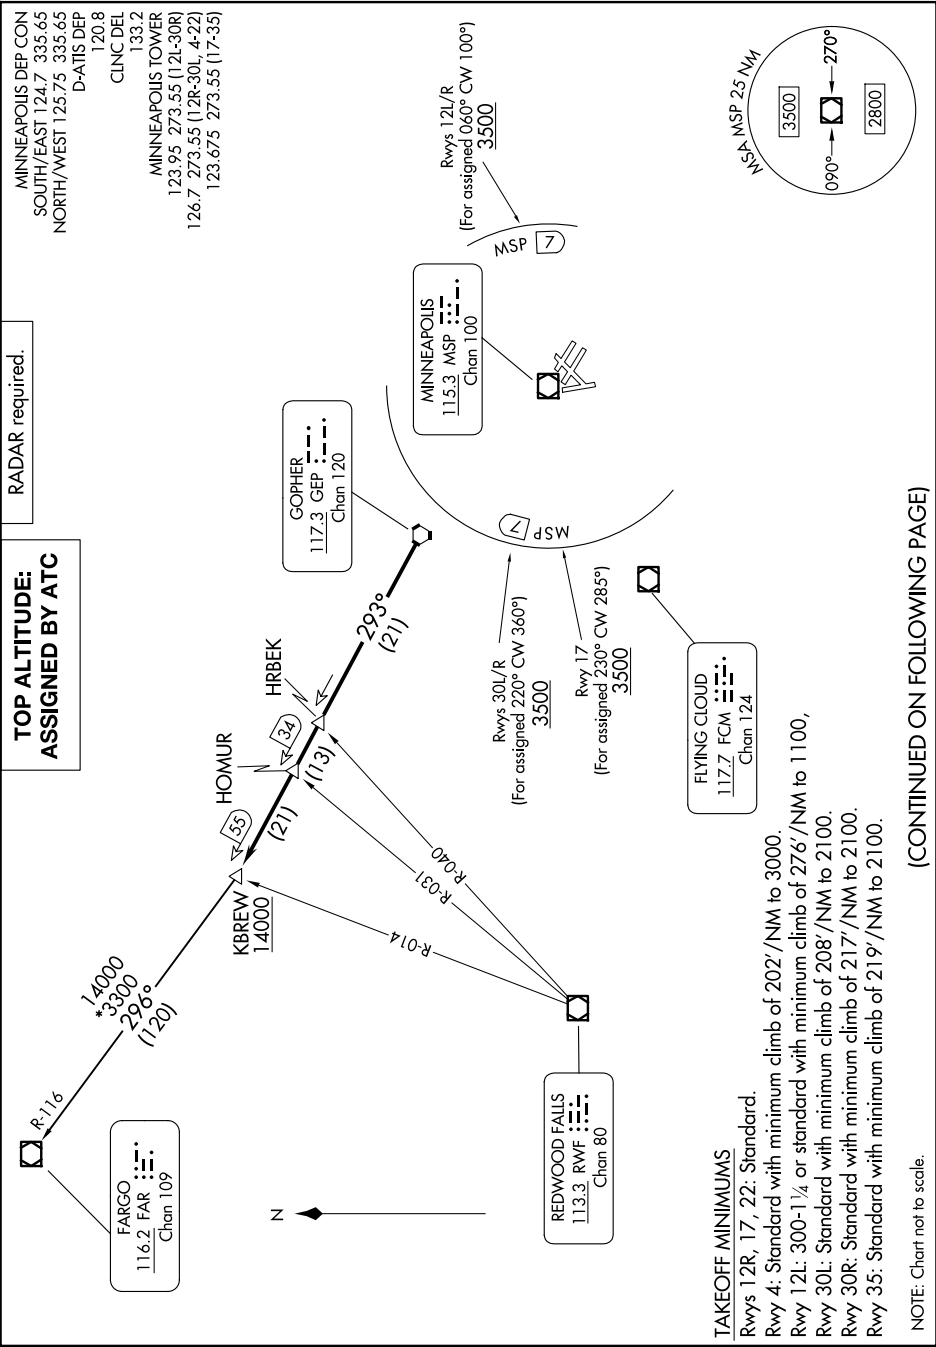 TOP ALTITUDE:
ASSIGNED BY ATC
RADAR required.
MINNEAPOLIS DEP CON
SOUTH/EAST 124.7 335.65
NORTH/WEST 125.75 335.65
D-ATIS DEP
120.8
CLNC DEL
133.2
MINNEAPOLIS TOWER
123.95 273.55 (12L-30R)
126.7 273.55 (12R-30L, 4-22)
123.675 273.55 (17-35)
R-116
14000
*3300
296°
(120)
FARGO
116.2 FAR
Chan 109
N
KBREW
14000
55
HOMUR
(21)
34
HRBEK
(13)
293°
(21)
GOPHER
117.3 GEP
Chan 120
R-014
R-031
R-040
REDWOOD FALLS
113.3 RWF
Chan 80
MINNEAPOLIS
115.3 MSP
Chan 100
MSP 7
Rwys 12L/R
(For assigned 060° CW 100°)
3500
MSP 7
Rwys 30L/R
(For assigned 220° CW 360°)
3500
Rwy 17
(For assigned 230° CW 285°)
3500
FLYING CLOUD
117.7 FCM
Chan 124
MSA MSP 25 NM
3500
090°
270°
2800
TAKEOFF MINIMUMS
Rwys 12R, 17, 22: Standard.
Rwy 4: Standard with minimum climb of 202'/NM to 3000.
Rwy 12L: 300-1¼ or standard with minimum climb of 276'/NM to 1100,
Rwy 30L: Standard with minimum climb of 208'/NM to 2100.
Rwy 30R: Standard with minimum climb of 217'/NM to 2100.
Rwy 35: Standard with minimum climb of 219'/NM to 2100.
NOTE: Chart not to scale.
(CONTINUED ON FOLLOWING PAGE)